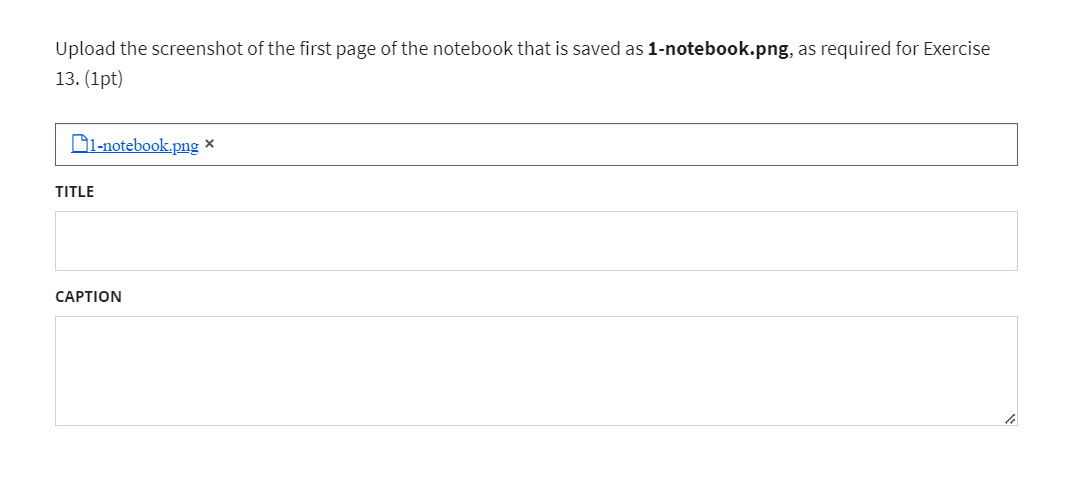 Upload the screenshot of the first page of the notebook that is saved as 1-notebook.png, as required for Exercise
13. (1pt)
1-notebook.png ×
TITLE
CAPTION